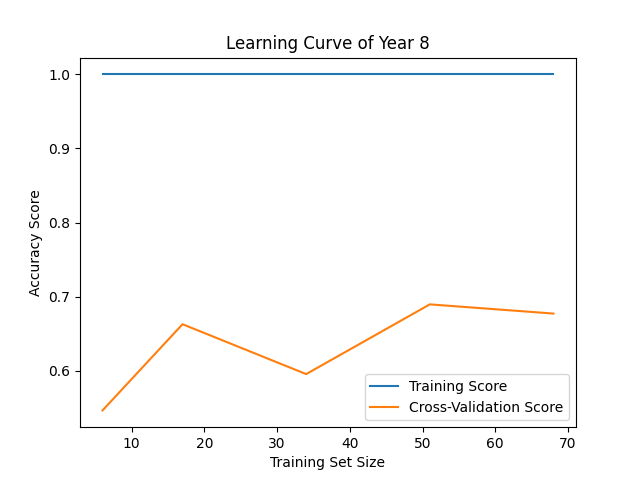 Learning Curve of Year 8
1.0
0.9
0.8
0.7
0.6
Accuracy Score
10 20 30 40 50 60 70
Training Set Size
Training Score
Cross-Validation Score